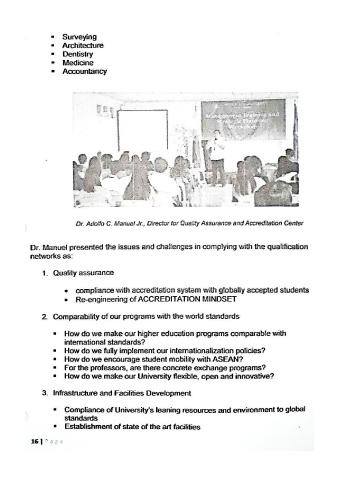 ▪ Surveying
▪ Architecture
▪ Dentistry
▪ Medicine
▪ Accountancy
Management Training and
Dr. Adolfo C. Manuel Jr., Director for Quality Assurance and Accreditation Center
Dr. Manuel presented the issues and challenges in complying with the qualification
networks as:
1. Quality assurance
• compliance with accreditation system with globally accepted students
• Re-engineering of ACCREDITATION MINDSET
2. Comparability of our programs with the world standards
▪ How do we make our higher education programs comparable with
international standards?
▪ How do we fully implement our internationalization policies?
▪ How do we encourage student mobility with ASEAN?
▪ For the professors, are there concrete exchange programs?
▪ How do we make our University flexible, open and innovative?
3. Infrastructure and Facilities Development
▪ Compliance of University's leaning resources and environment to global
standards
▪ Establishment of state of the art facilities
16 | Page